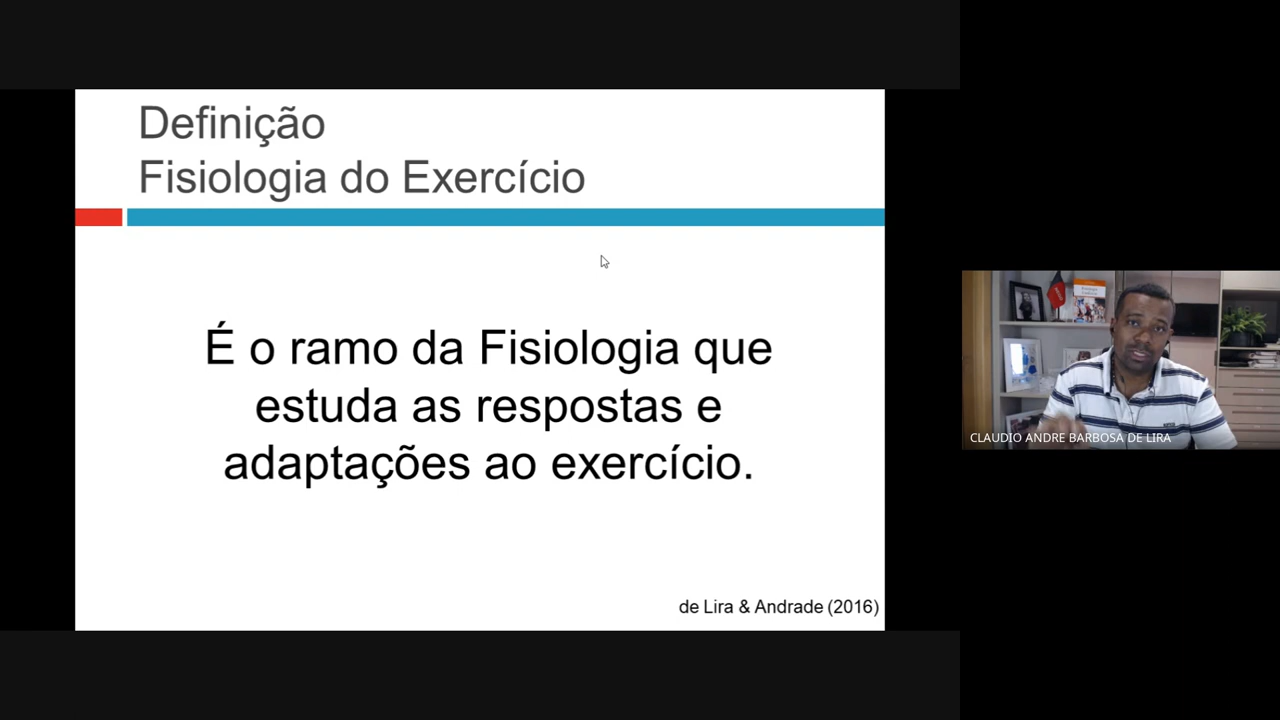 Definição
Fisiologia do Exercício
É o ramo da Fisiologia que
estuda as respostas e
adaptações ao exercício.
de Lira & Andrade (2016)
CLAUDIO ANDRE BARBOSA DE LIRA